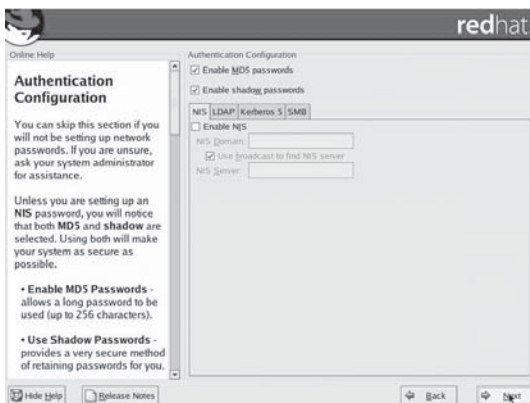 redhat
Online Help
Authentication
Configuration
You can skip this section if you
will not be setting up network
passwords. If you are unsure,
ask your system administrator
for assistance.
Unless you are setting up an
NIS password, you will notice
that both MD5 and shadow are
selected. Using both will make
your system as secure as
possible.
• Enable MD5 Passwords -
allows a long password to be
used (up to 256 characters).
• Use Shadow Passwords -
provides a very secure method
of retaining passwords for you.
Authentication Configuration
Enable MD5 passwords
Enable shadow passwords
NIS LDAP Kerberos 5 SMB
Enable NIS
NIS Domain:
Use broadcast to find NIS server
NIS Server:
Hide Help
Release Notes
Back
Next